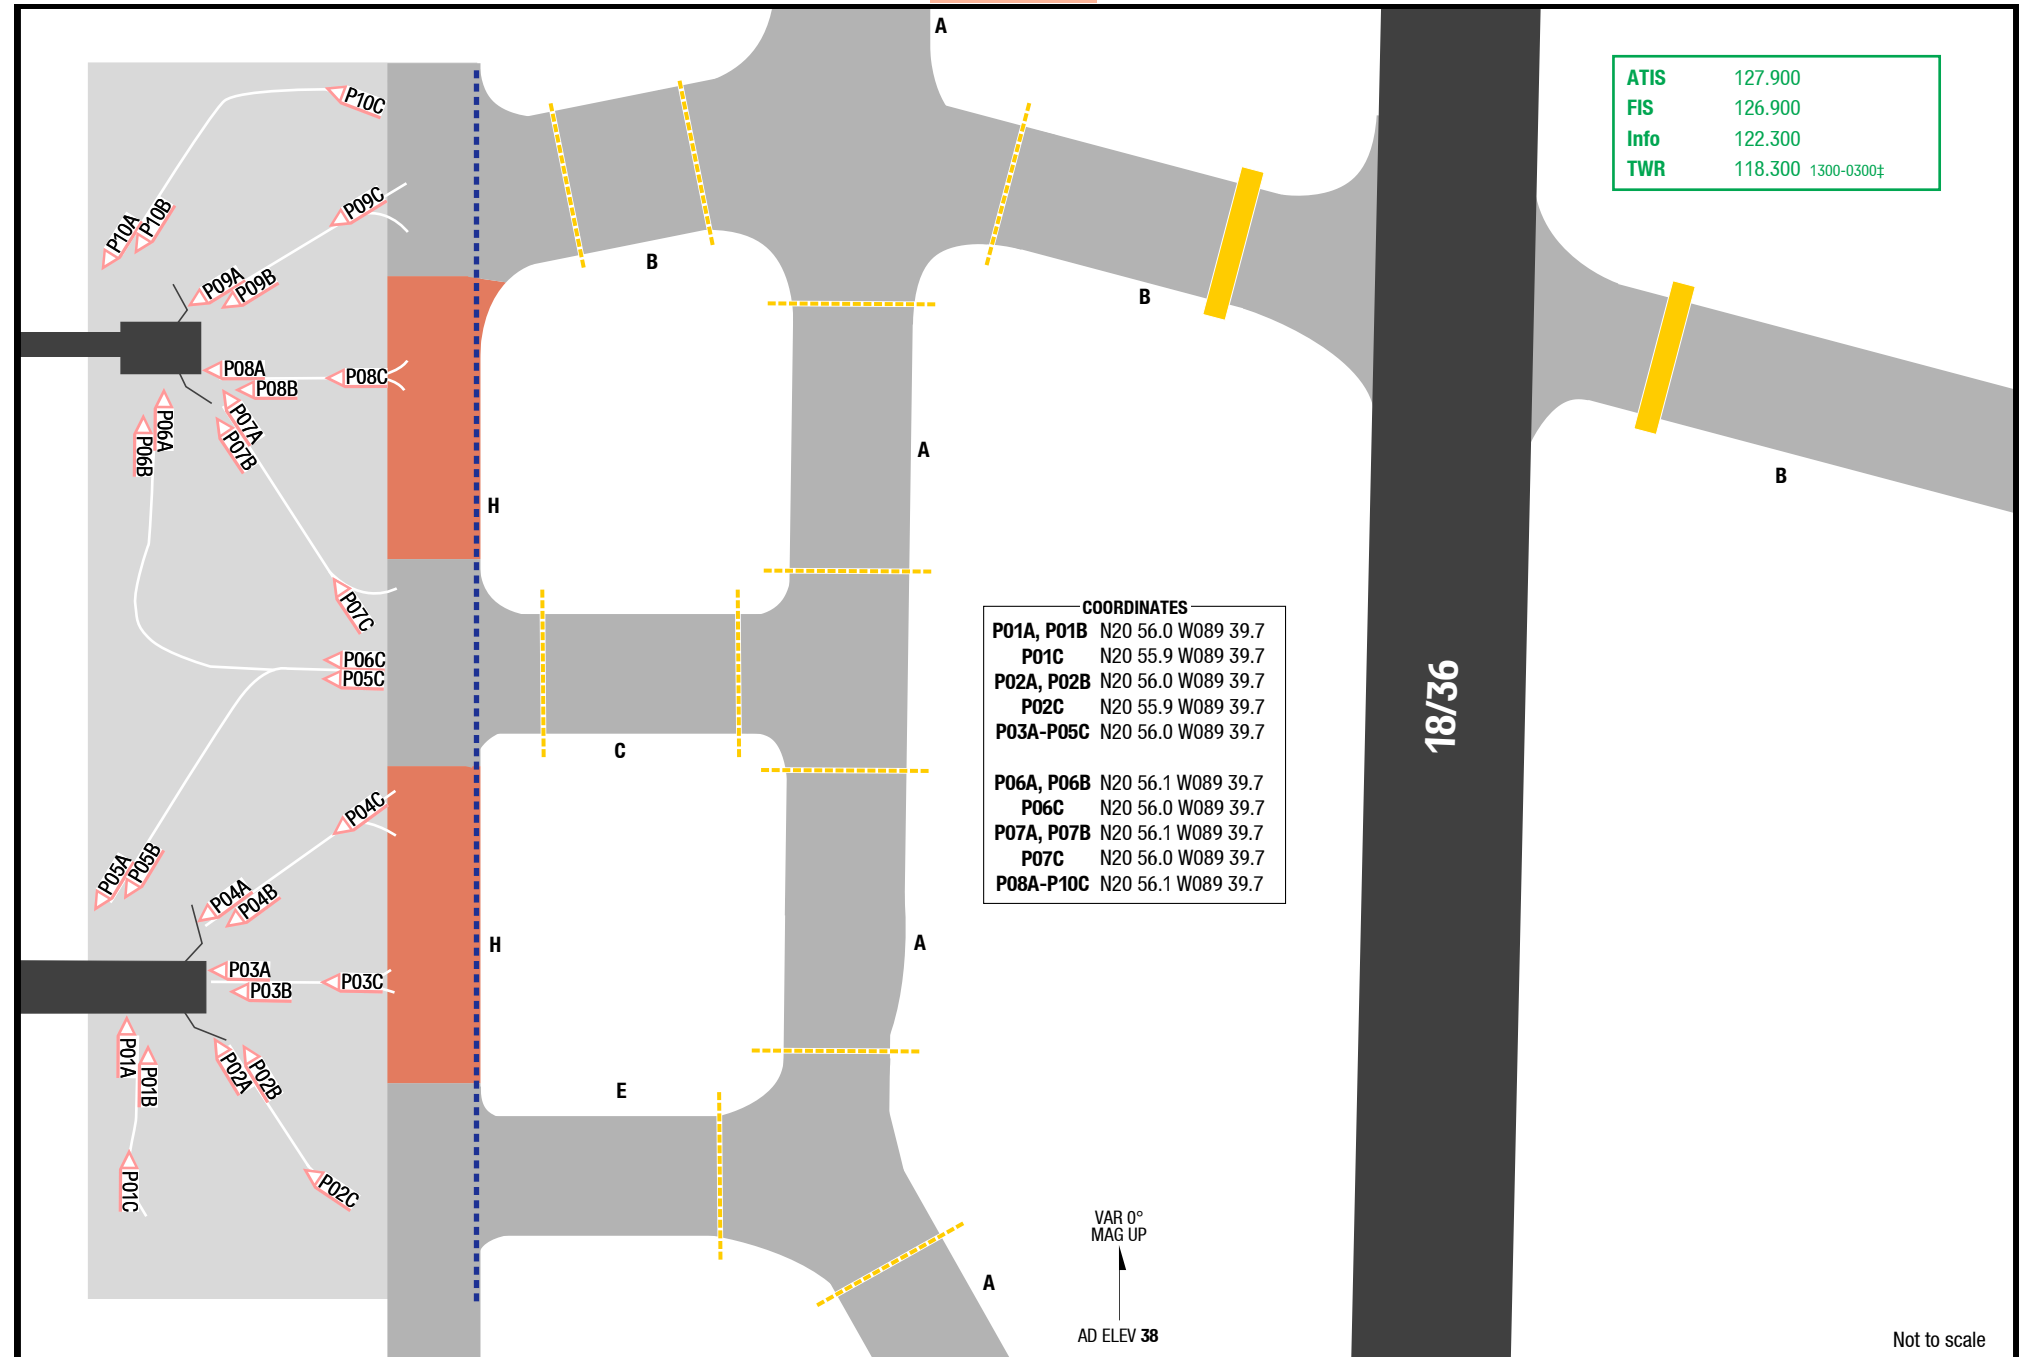 A
ATIS 127.900
FIS 126.900
Info 122.300
TWR 118.300 1300-0300‡
P10C
P10A
P10B
P09C
P09A
P09B
B
B
P08A
P08B
P08C
P07A
P07B
P06A
P06B
A
B
H
P07C
P06C
P05C
C
COORDINATES
P01A, P01B N20 56.0 W089 39.7
P01C N20 55.9 W089 39.7
P02A, P02B N20 56.0 W089 39.7
P02C N20 55.9 W089 39.7
P03A-P05C N20 56.0 W089 39.7
P06A, P06B N20 56.1 W089 39.7
P06C N20 56.0 W089 39.7
P07A, P07B N20 56.1 W089 39.7
P07C N20 56.0 W089 39.7
P08A-P10C N20 56.1 W089 39.7
18/36
P04C
P05A
P05B
P04A
P04B
H
A
P03A
P03B
P03C
P01A
P01B
P02A
P02B
E
P01C
P02C
VAR 0°
MAG UP
A
AD ELEV 38
Not to scale